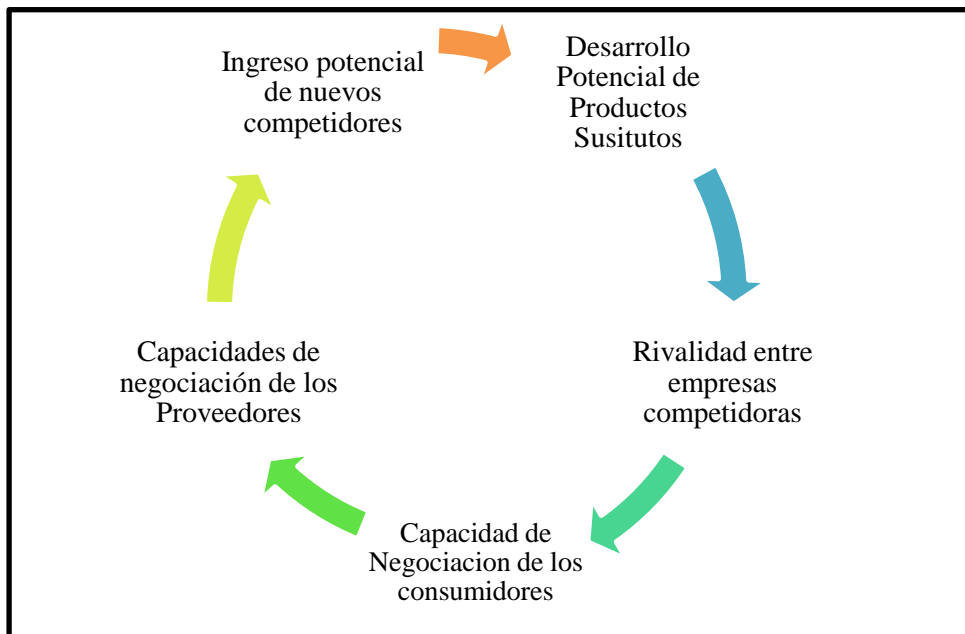 Ingreso potencial
de nuevos
competidores
Desarrollo
Potencial de
Productos
Susitutos
Rivalidad entre
empresas
competidoras
Capacidad de
Negociacion de los
consumidores
Capacidades de
negociación de los
Proveedores